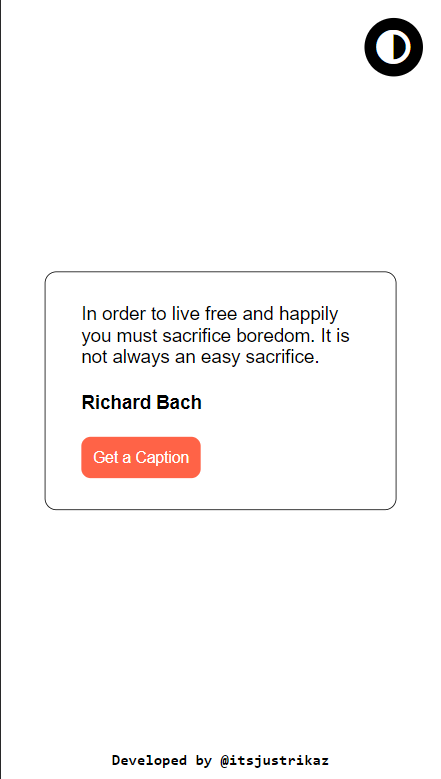 In order to live free and happily
you must sacrifice boredom. It is
not always an easy sacrifice.
Richard Bach
Get a Caption
Developed by @itsjustrikaz